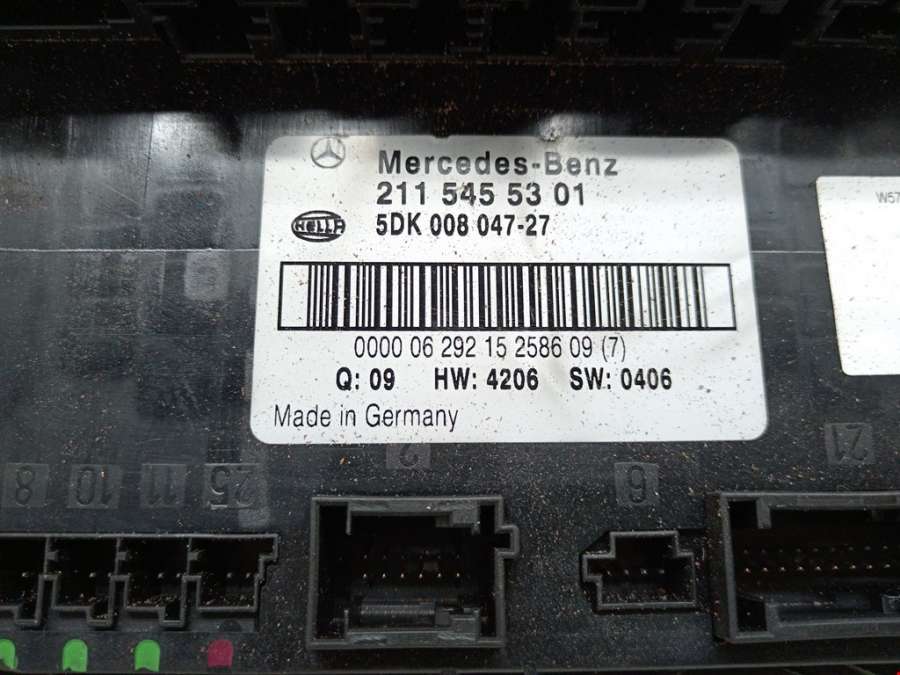 Mercedes-Benz
211 545 53 01
HELLA
5DK 008 047-27
W57
0000 06 292 15 2586 09 (7)
Q: 09 HW: 4206 SW: 0406
Made in Germany
2
21
8
10
11
25
6